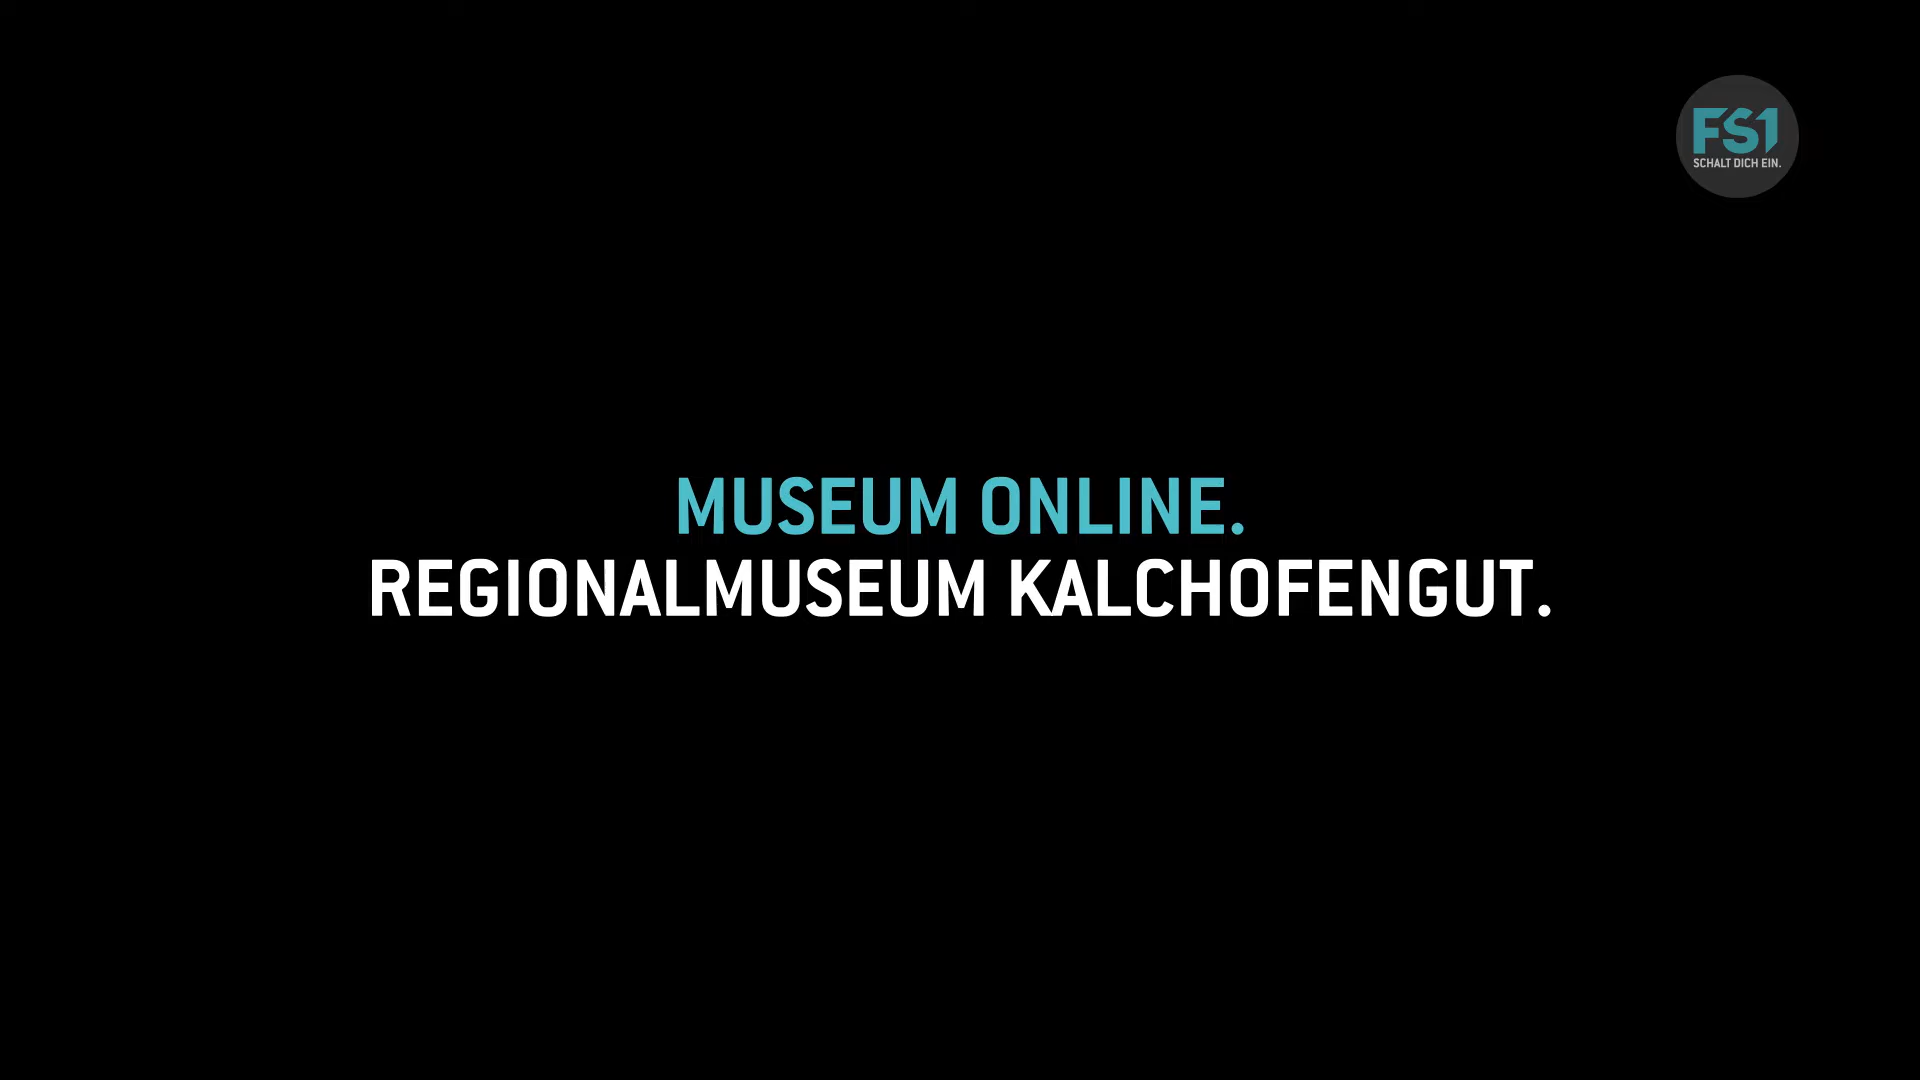 FS1
SCHALT DICH EIN.
MUSEUM ONLINE.
REGIONALMUSEUM KALCHOFENGUT.